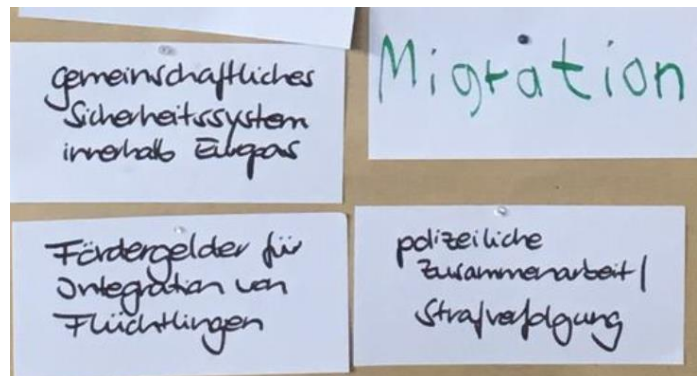 gemeinschaftliches
Sicherheitssystem
innerhalb Europas
Migration
Fördergelder für
Integration von
Flüchtlingen
polizeiliche
Zusammenarbeit/
Strafverfolgung